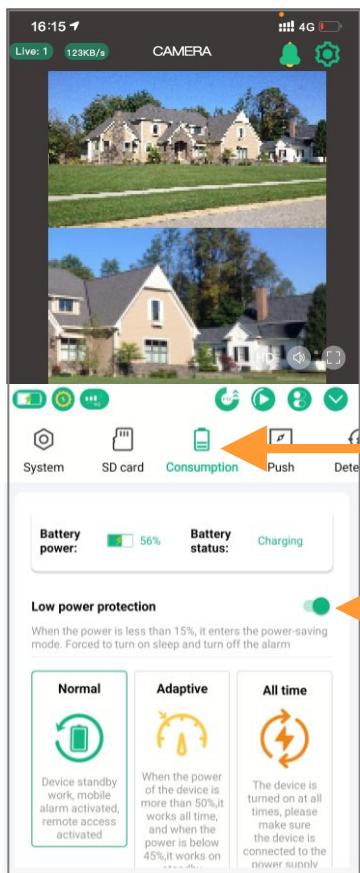 16:15 4G
Live: 1 123KB/s CAMERA
HD
System SD card Consumption Push Dete
Battery power: 56% Battery status: Charging
Low power protection
When the power is less than 15%, it enters the power-saving
mode. Forced to turn on sleep and turn off the alarm
Normal
Device standby
work, mobile
alarm activated,
remote access
activated
Adaptive
When the power
of the device is
more than 50%,it
works all time,
and when the
power is below
45%,it works on
standby
All time
The device is
turned on at all
times, please
make sure
the device is
connected to the
power supply